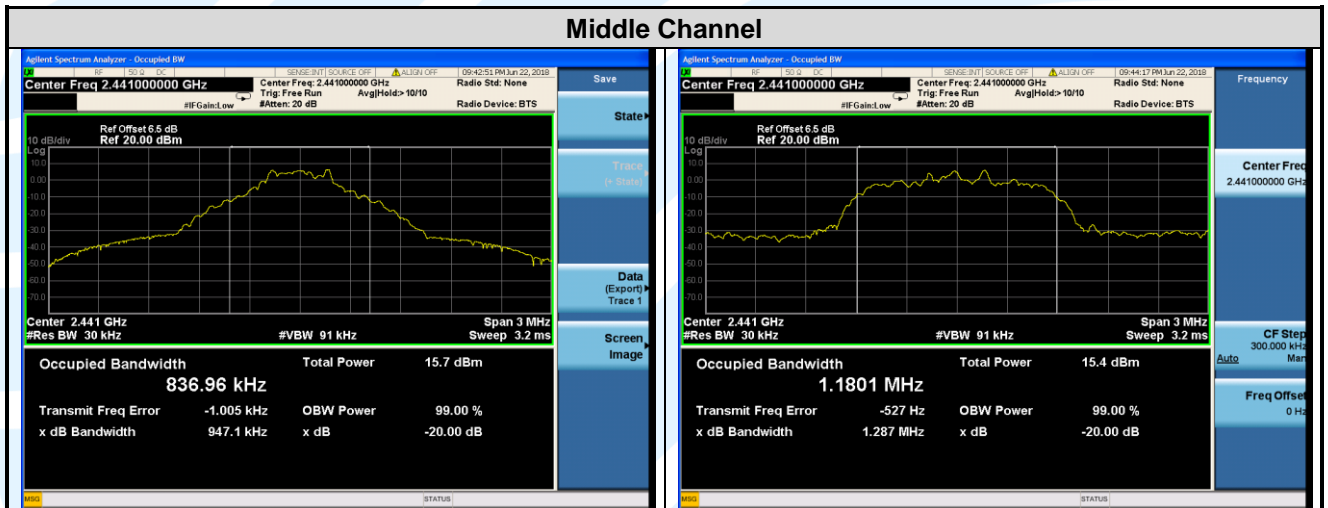 Middle Channel
Agilent Spectrum Analyzer - Occupied BW
RF 50 Ω DC SENSE:INT SOURCE OFF ALIGN OFF 09:42:51 PM Jun 22, 2018
Center Freq 2.441000000 GHz Center Freq: 2.441000000 GHz Radio Std: None
Trig: Free Run Avg|Hold:> 10/10
#IFGain:Low #Atten: 20 dB Radio Device: BTS
Ref Offset 6.5 dB
10 dB/div Ref 20.00 dBm
Log
10.0
0.00
-10.0
-20.0
-30.0
-40.0
-50.0
-60.0
-70.0
Center 2.441 GHz Span 3 MHz
#Res BW 30 kHz #VBW 91 kHz Sweep 3.2 ms
Occupied Bandwidth Total Power 15.7 dBm
836.96 kHz
Transmit Freq Error -1.005 kHz OBW Power 99.00 %
x dB Bandwidth 947.1 kHz x dB -20.00 dB
MSG STATUS
Save
State
Trace
(+ State)
Data
(Export)
Trace 1
Screen
Image
Agilent Spectrum Analyzer - Occupied BW
RF 50 Ω DC SENSE:INT SOURCE OFF ALIGN OFF 09:44:17 PM Jun 22, 2018
Center Freq 2.441000000 GHz Center Freq: 2.441000000 GHz Radio Std: None
Trig: Free Run Avg|Hold:> 10/10
#IFGain:Low #Atten: 20 dB Radio Device: BTS
Ref Offset 6.5 dB
10 dB/div Ref 20.00 dBm
Log
10.0
0.00
-10.0
-20.0
-30.0
-40.0
-50.0
-60.0
-70.0
Center 2.441 GHz Span 3 MHz
#Res BW 30 kHz #VBW 91 kHz Sweep 3.2 ms
Occupied Bandwidth Total Power 15.4 dBm
1.1801 MHz
Transmit Freq Error -527 Hz OBW Power 99.00 %
x dB Bandwidth 1.287 MHz x dB -20.00 dB
MSG STATUS
Frequency
Center Freq
2.441000000 GHz
CF Step
300.000 kHz
Auto Man
Freq Offset
0 Hz